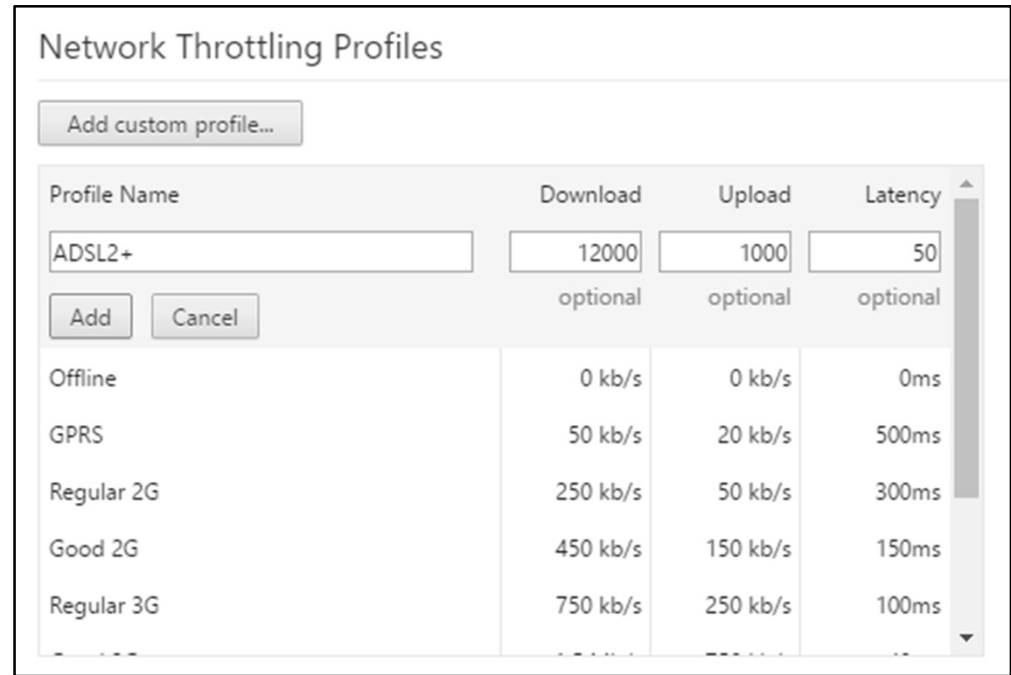 Network Throttling Profiles
Add custom profile...
Profile Name Download Upload Latency
ADSL2+ 12000 1000 50
optional optional optional
Add Cancel
Offline 0 kb/s 0 kb/s 0ms
GPRS 50 kb/s 20 kb/s 500ms
Regular 2G 250 kb/s 50 kb/s 300ms
Good 2G 450 kb/s 150 kb/s 150ms
Regular 3G 750 kb/s 250 kb/s 100ms